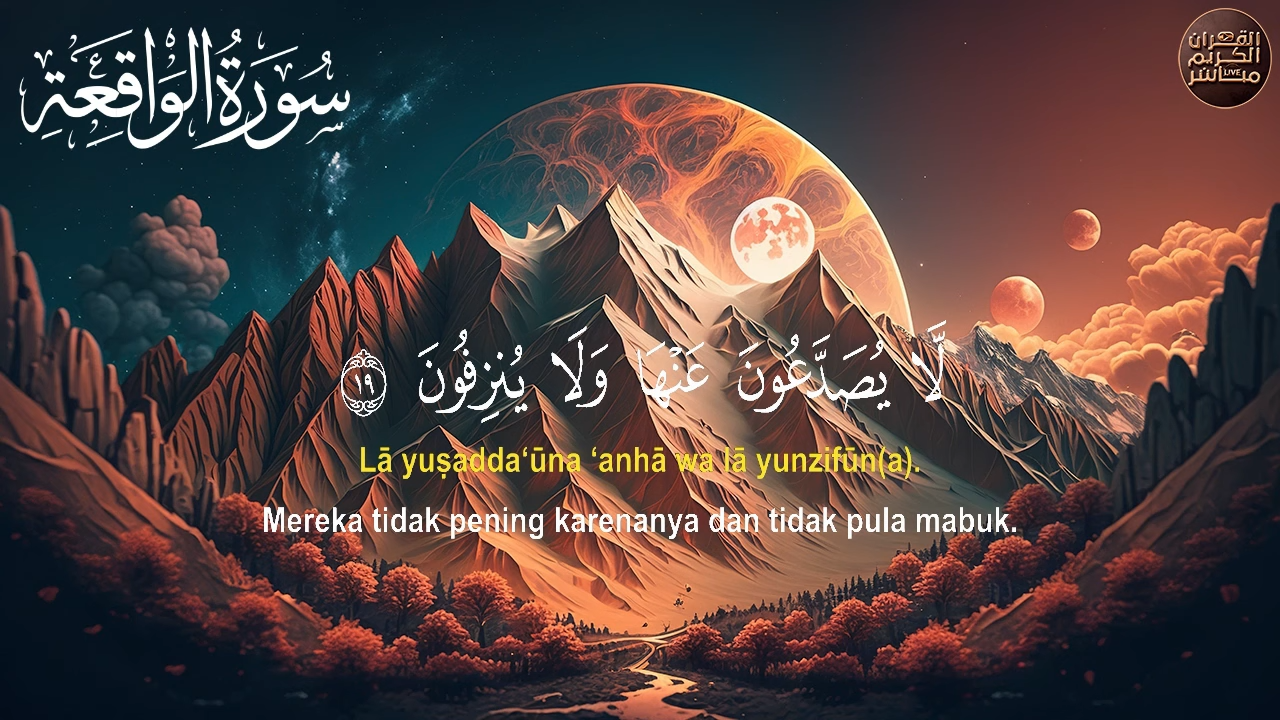 سُورَةُ الْوَاقِعَةِ
القرآن
الكريم
LIVE
مباشر
لَّا يُصَدَّعُونَ عَنْهَا وَلَا يُنزِفُونَ ١٩
Lā yuṣadda‘ūna ‘anhā wa lā yunzifūn(a).
Mereka tidak pening karenanya dan tidak pula mabuk.